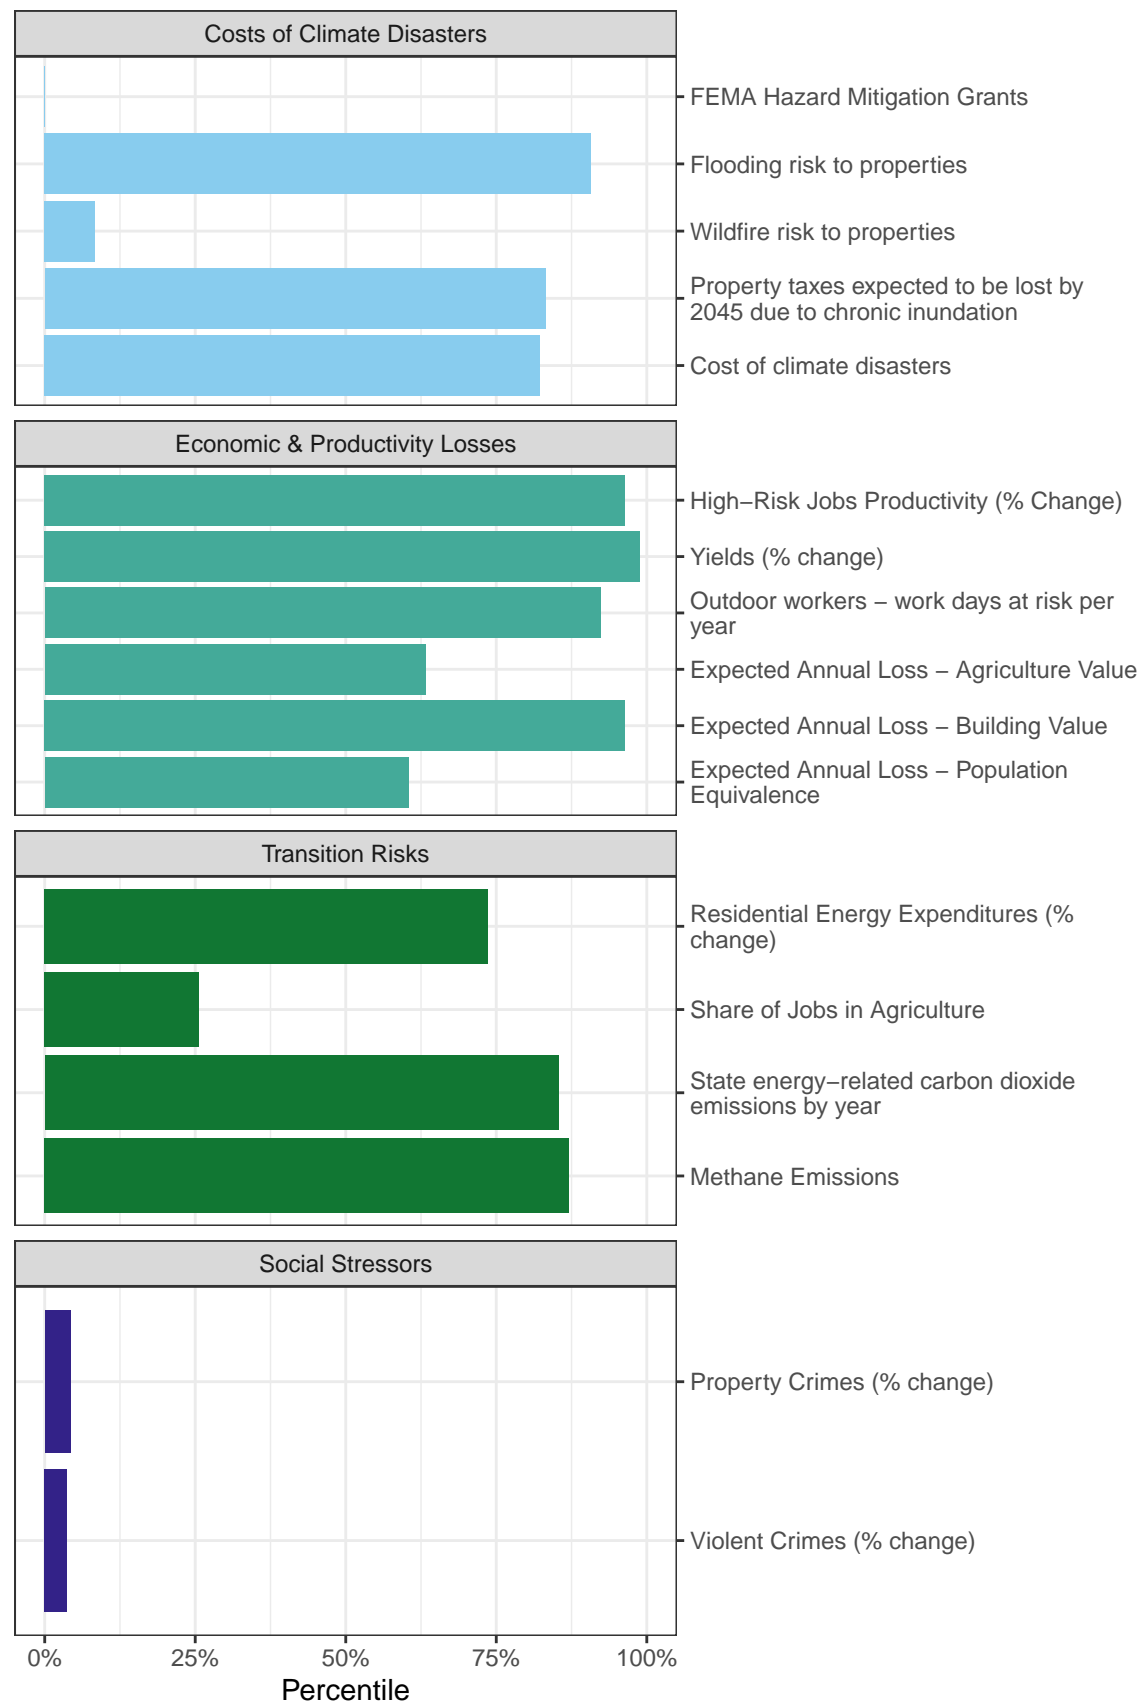 Costs of Climate Disasters
FEMA Hazard Mitigation Grants
Flooding risk to properties
Wildfire risk to properties
Property taxes expected to be lost by
2045 due to chronic inundation
Cost of climate disasters
Economic & Productivity Losses
High−Risk Jobs Productivity (% Change)
Yields (% change)
Outdoor workers − work days at risk per
year
Expected Annual Loss − Agriculture Value
Expected Annual Loss − Building Value
Expected Annual Loss − Population
Equivalence
Transition Risks
Residential Energy Expenditures (%
change)
Share of Jobs in Agriculture
State energy−related carbon dioxide
emissions by year
Methane Emissions
Social Stressors
Property Crimes (% change)
Violent Crimes (% change)
0% 25% 50% 75% 100%
Percentile